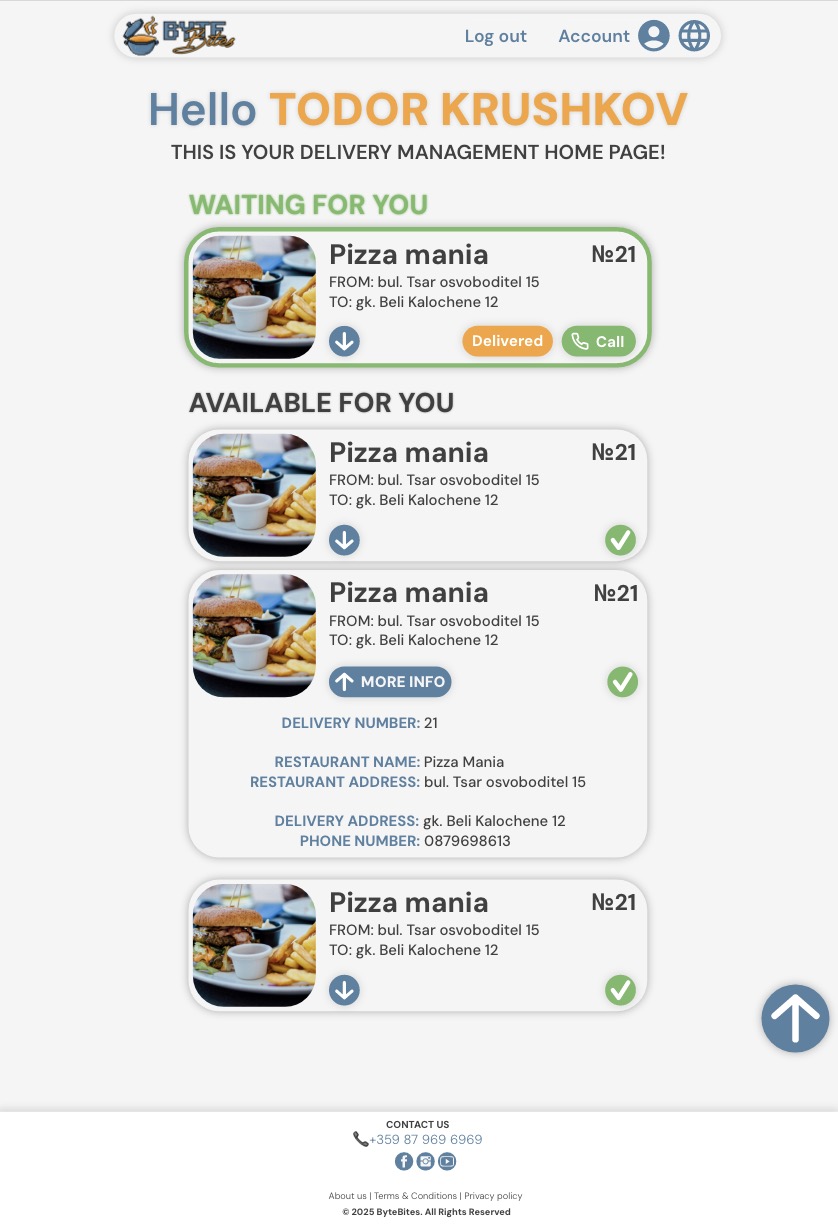 BYTE
Bites
Log out Account
Hello TODOR KRUSHKOV
THIS IS YOUR DELIVERY MANAGEMENT HOME PAGE!
WAITING FOR YOU
Pizza mania №21
FROM: bul. Tsar osvoboditel 15
TO: gk. Beli Kalochene 12
Delivered Call
AVAILABLE FOR YOU
Pizza mania №21
FROM: bul. Tsar osvoboditel 15
TO: gk. Beli Kalochene 12
Pizza mania №21
FROM: bul. Tsar osvoboditel 15
TO: gk. Beli Kalochene 12
MORE INFO
DELIVERY NUMBER: 21
RESTAURANT NAME: Pizza Mania
RESTAURANT ADDRESS: bul. Tsar osvoboditel 15
DELIVERY ADDRESS: gk. Beli Kalochene 12
PHONE NUMBER: 0879698613
Pizza mania №21
FROM: bul. Tsar osvoboditel 15
TO: gk. Beli Kalochene 12
CONTACT US
+359 87 969 6969
About us | Terms & Conditions | Privacy policy
© 2025 ByteBites. All Rights Reserved